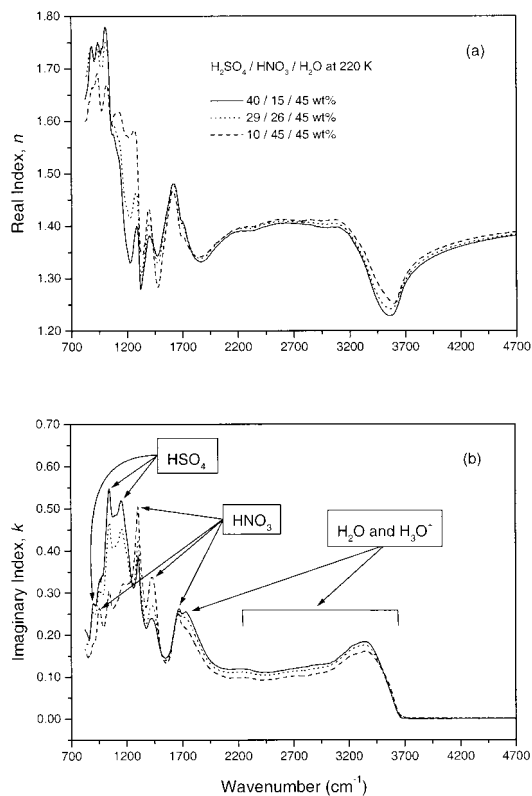 1.80
(a)
H₂SO₄ / HNO₃ / H₂O at 220 K
1.70
40 / 15 / 45 wt%
29 / 26 / 45 wt%
10 / 45 / 45 wt%
1.60
Real Index, n
1.50
1.40
1.30
1.20
700 1200 1700 2200 2700 3200 3700 4200 4700
0.70
(b)
HSO₄
0.60
HNO₃
H₂O and H₃O⁺
0.50
0.40
Imaginary Index, k
0.30
0.20
0.10
0.00
700 1200 1700 2200 2700 3200 3700 4200 4700
Wavenumber (cm⁻¹)